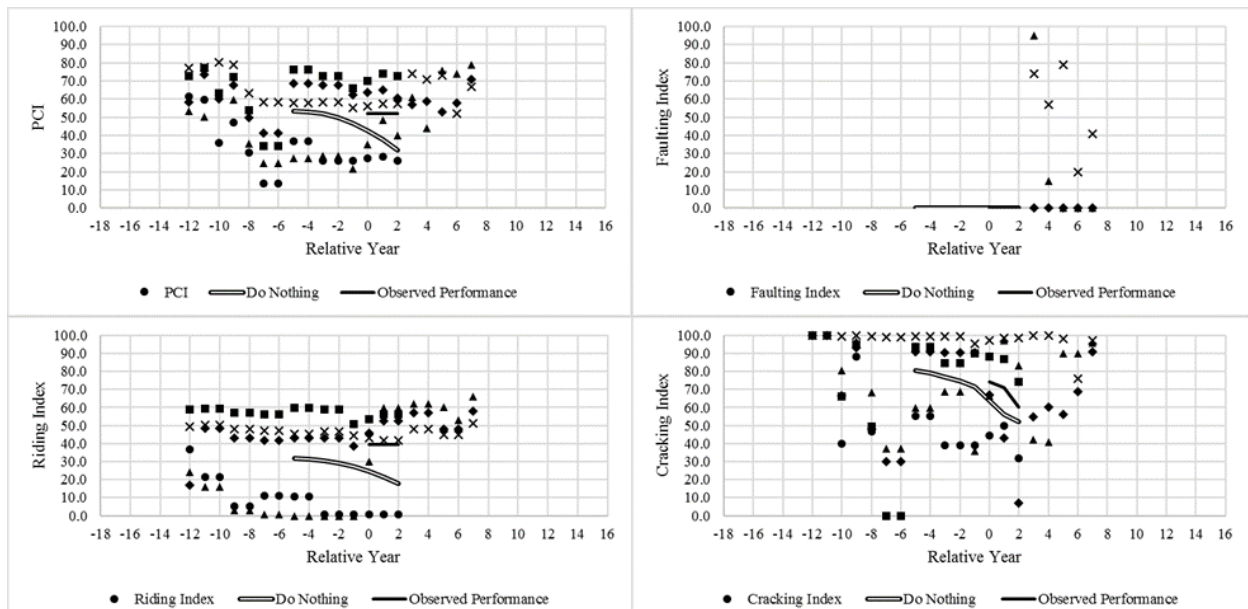 100.0
90.0
80.0
70.0
60.0
50.0
40.0
30.0
20.0
10.0
0.0
PCI
-18 -16 -14 -12 -10 -8 -6 -4 -2 0 2 4 6 8 10 12 14 16
Relative Year
PCI Do Nothing Observed Performance
100.0
90.0
80.0
70.0
60.0
50.0
40.0
30.0
20.0
10.0
0.0
Faulting Index
-18 -16 -14 -12 -10 -8 -6 -4 -2 0 2 4 6 8 10 12 14 16
Relative Year
Faulting Index Do Nothing Observed Performance
100.0
90.0
80.0
70.0
60.0
50.0
40.0
30.0
20.0
10.0
0.0
Riding Index
-18 -16 -14 -12 -10 -8 -6 -4 -2 0 2 4 6 8 10 12 14 16
Relative Year
Riding Index Do Nothing Observed Performance
100.0
90.0
80.0
70.0
60.0
50.0
40.0
30.0
20.0
10.0
0.0
Cracking Index
-18 -16 -14 -12 -10 -8 -6 -4 -2 0 2 4 6 8 10 12 14 16
Relative Year
Cracking Index Do Nothing Observed Performance